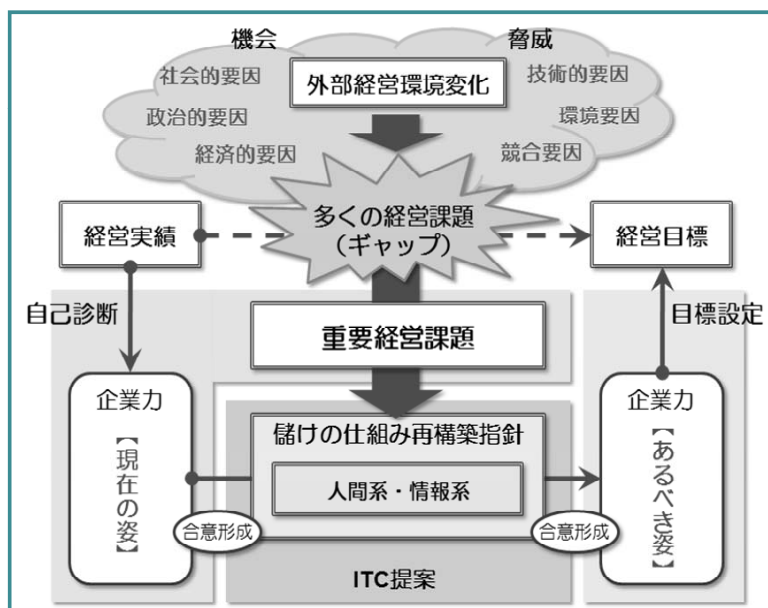 機会
脅威
社会的要因
外部経営環境変化
技術的要因
政治的要因
環境要因
経済的要因
競合要因
経営実績
多くの経営課題
(ギャップ)
経営目標
自己診断
重要経営課題
目標設定
企業力
【現在の姿】
儲けの仕組み再構築指針
人間系・情報系
企業力
【あるべき姿】
合意形成
合意形成
ITC提案